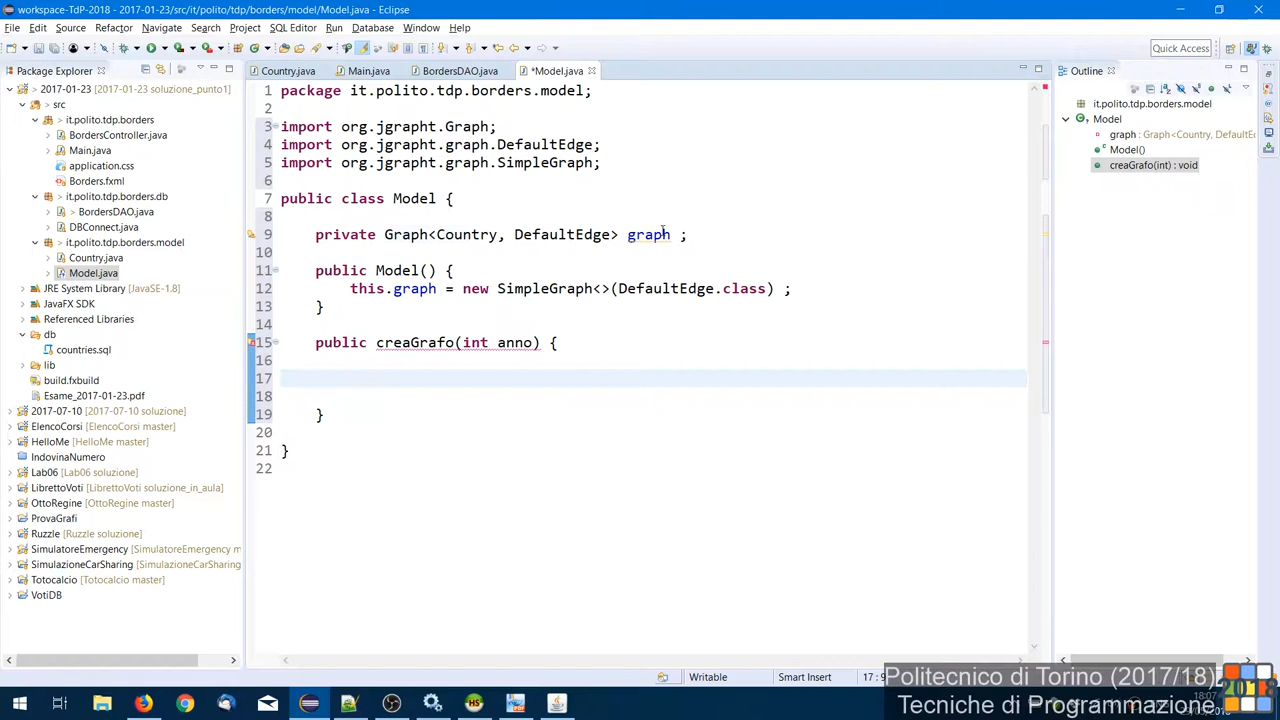 workspace-TdP-2018 - 2017-01-23/src/it/polito/tdp/borders/model/Model.java - Eclipse
File Edit Source Refactor Navigate Search Project SQL Editor Run Database Window Help
Quick Access
Package Explorer
2017-01-23 [2017-01-23 soluzione_punto1]
> src
> it.polito.tdp.borders
BordersController.java
Main.java
application.css
Borders.fxml
> it.polito.tdp.borders.db
> BordersDAO.java
DBConnect.java
> it.polito.tdp.borders.model
Country.java
Model.java
JRE System Library [JavaSE-1.8]
JavaFX SDK
Referenced Libraries
db
countries.sql
lib
build.fxbuild
Esame_2017-01-23.pdf
2017-07-10 [2017-07-10 soluzione]
ElencoCorsi [ElencoCorsi master]
HelloMe [HelloMe master]
IndovinaNumero
Lab06 [Lab06 soluzione]
LibrettoVoti [LibrettoVoti soluzione_in_aula]
OttoRegine [OttoRegine master]
ProvaGrafi
Ruzzle [Ruzzle soluzione]
SimulatoreEmergency [SimulatoreEmergency m
SimulazioneCarSharing [SimulazioneCarSharing
Totocalcio [Totocalcio master]
VotiDB
Country.java Main.java BordersDAO.java *Model.java
1 package it.polito.tdp.borders.model;
2
3 import org.jgrapht.Graph;
4 import org.jgrapht.graph.DefaultEdge;
5 import org.jgrapht.graph.SimpleGraph;
6
7 public class Model {
8
9 private Graph<Country, DefaultEdge> graph ;
10
11 public Model() {
12 this.graph = new SimpleGraph<>(DefaultEdge.class) ;
13 }
14
15 public creaGrafo(int anno) {
16
17
18
19 }
20
21 }
22
Outline
it.polito.tdp.borders.model
Model
graph : Graph<Country, DefaultEd
Model()
creaGrafo(int) : void
Writable Smart Insert
Politecnico di Torino (2017/18)
Tecniche di Programmazione
18:07
2018